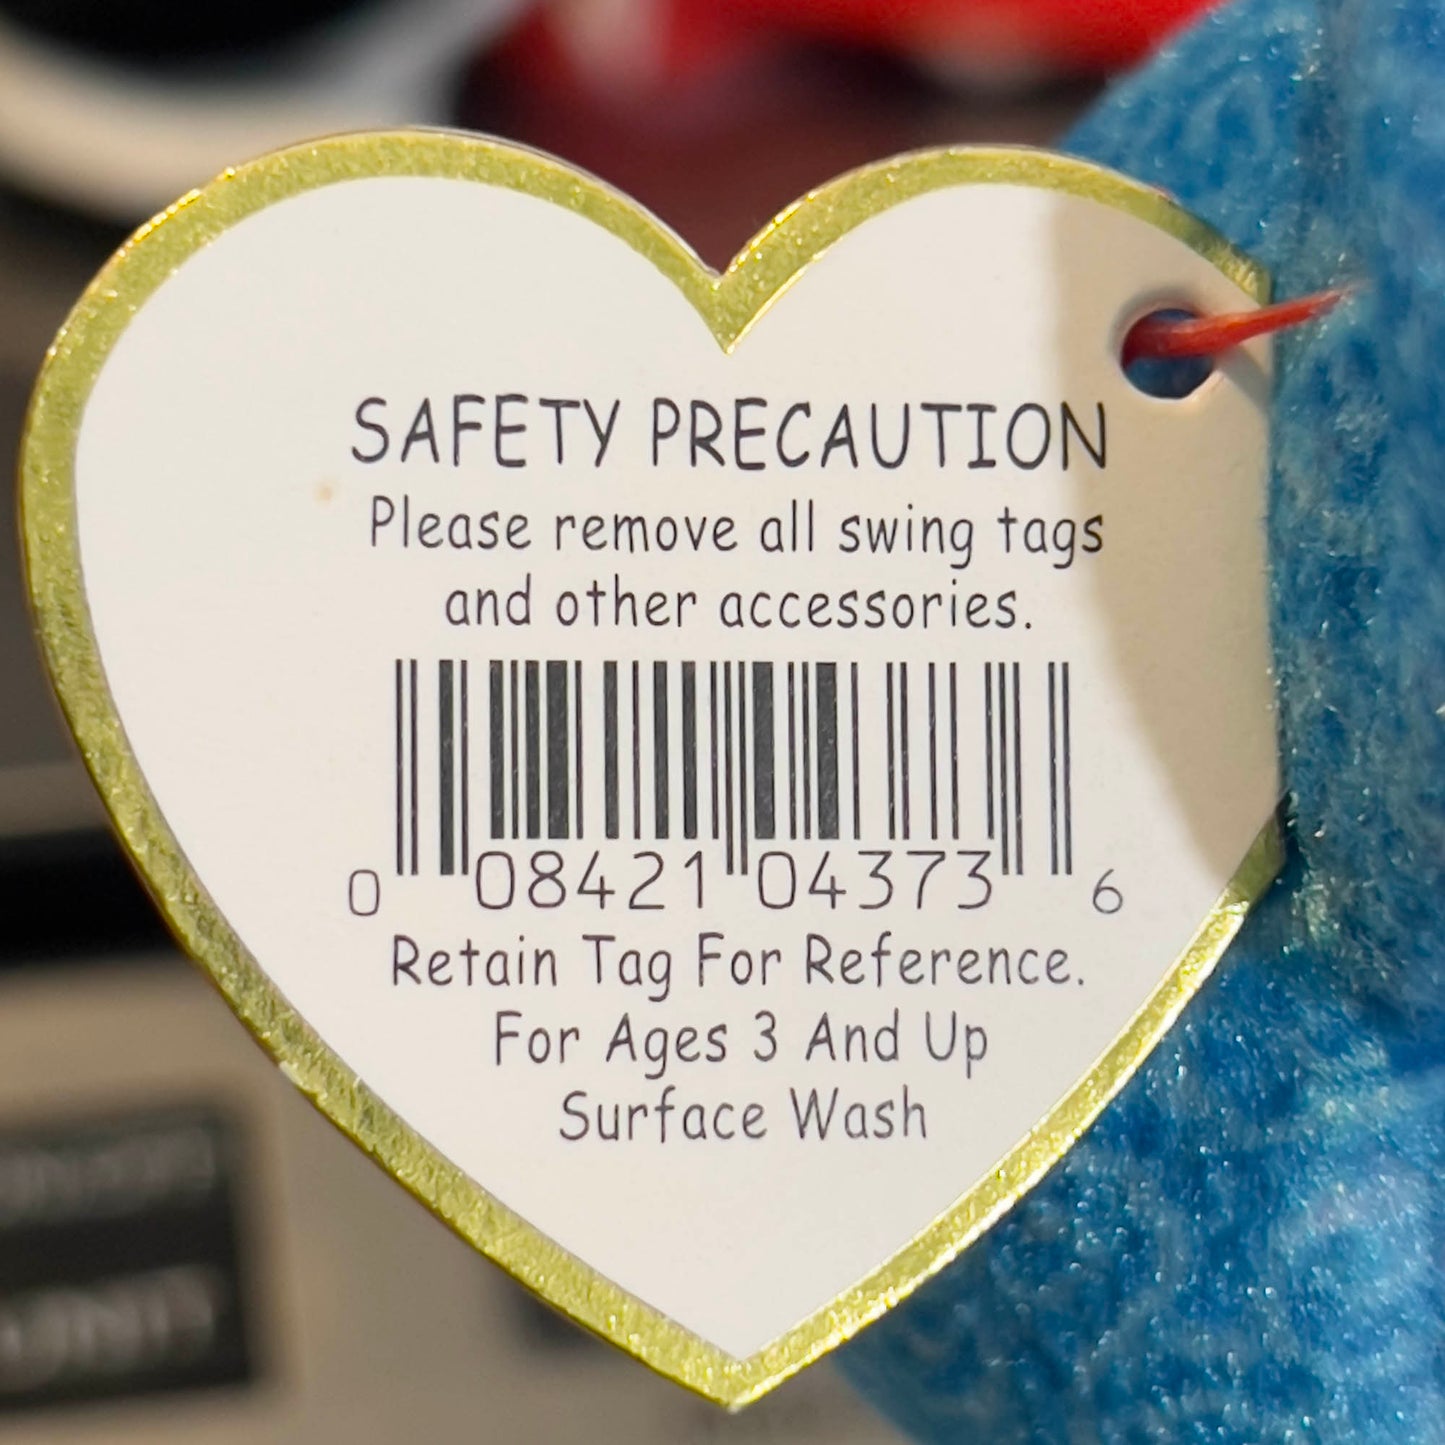 SAFETY PRECAUTION
Please remove all swing tags
and other accessories.
0 08421 04373 6
Retain Tag For Reference.
For Ages 3 And Up
Surface Wash